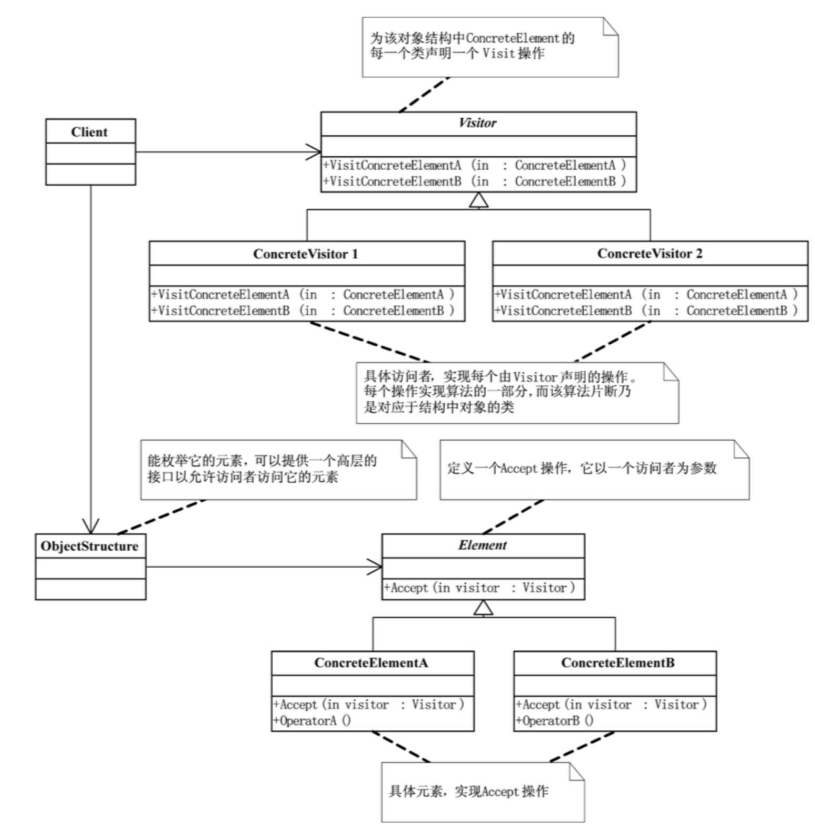 为该对象结构中ConcreteElement的
每一个类声明一个 Visit 操作
Client
Visitor
+VisitConcreteElementA (in : ConcreteElementA )
+VisitConcreteElementB (in : ConcreteElementB )
ConcreteVisitor 1
+VisitConcreteElementA (in : ConcreteElementA )
+VisitConcreteElementB (in : ConcreteElementB )
ConcreteVisitor 2
+VisitConcreteElementA (in : ConcreteElementA )
+VisitConcreteElementB (in : ConcreteElementB )
具体访问者，实现每个由Visitor声明的操作。
每个操作实现算法的一部分，而该算法片断乃
是对应于结构中对象的类
能枚举它的元素，可以提供一个高层的
接口以允许访问者访问它的元素
定义一个Accept 操作，它以一个访问者为参数
ObjectStructure
Element
+Accept(in visitor : Visitor)
ConcreteElementA
+Accept(in visitor : Visitor)
+OperatorA()
ConcreteElementB
+Accept(in visitor : Visitor)
+OperatorB()
具体元素，实现Accept 操作